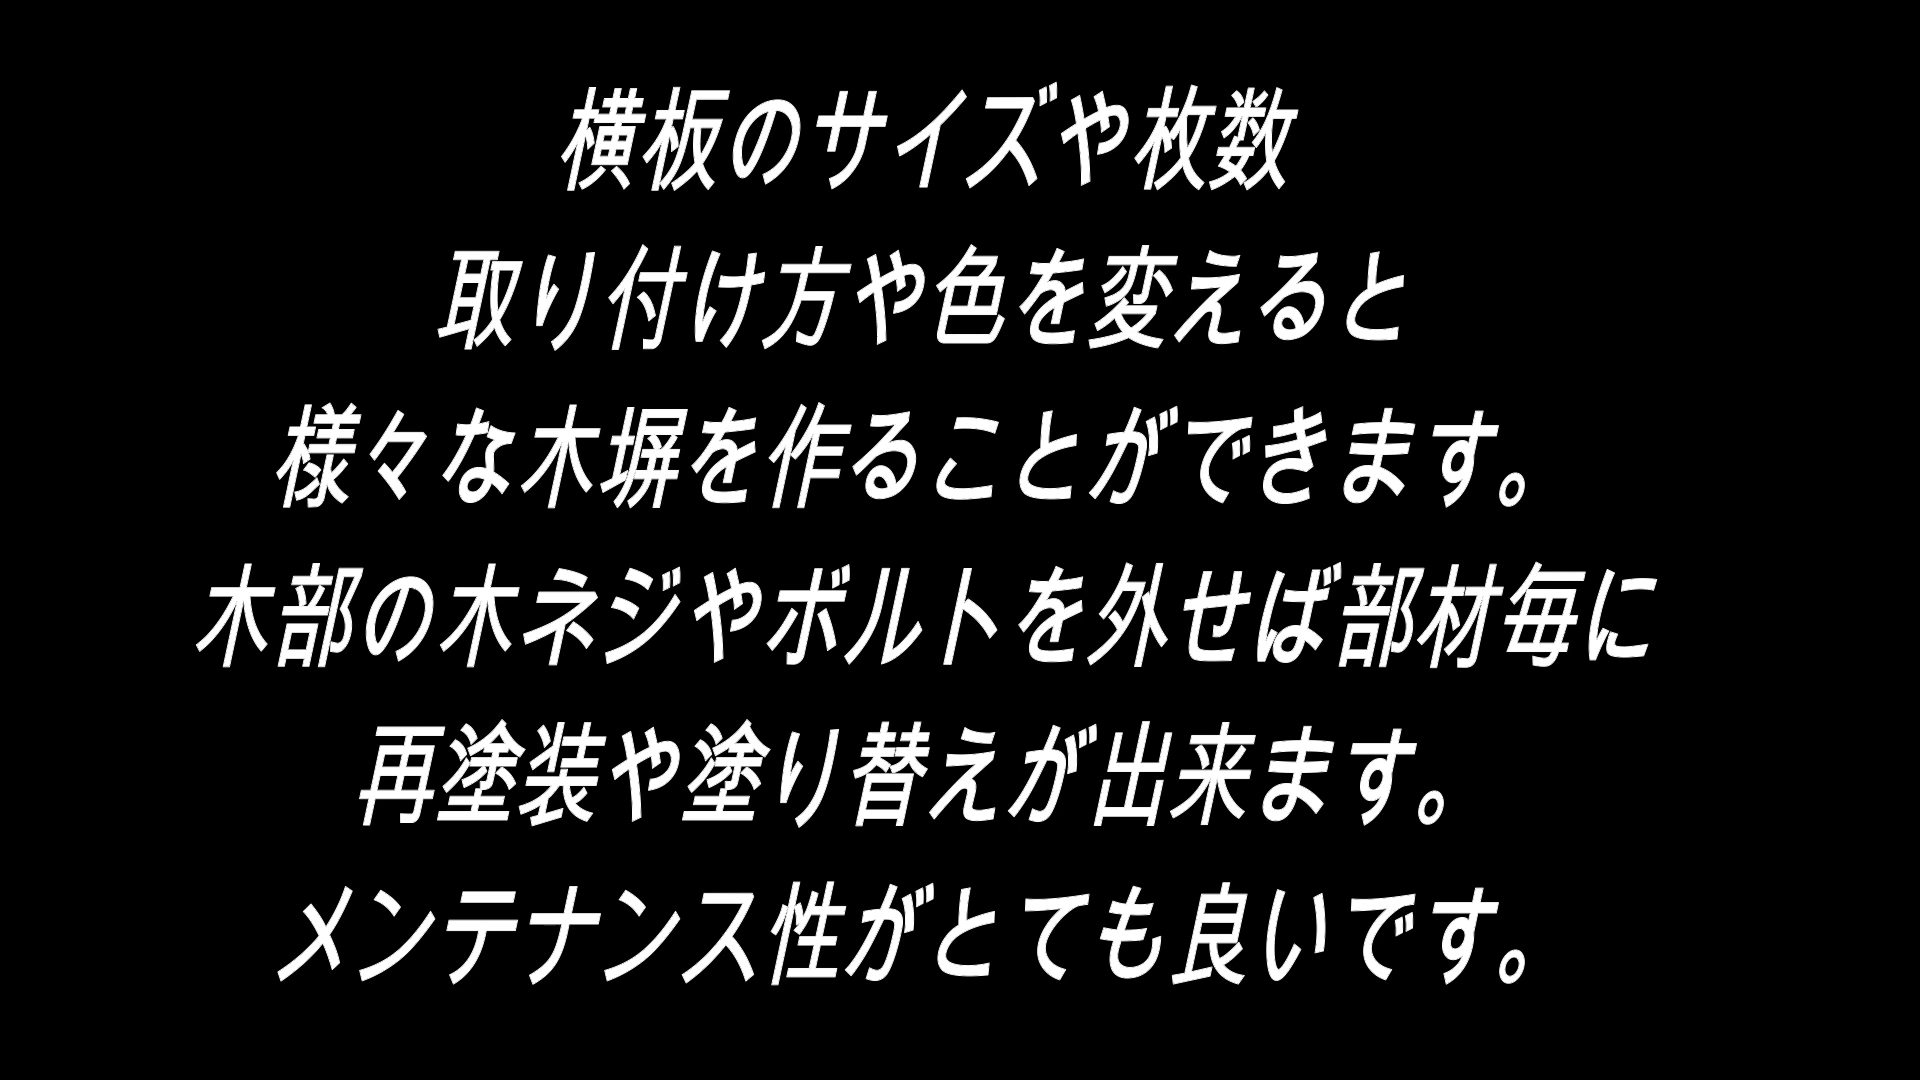 横板のサイズや枚数
取り付け方や色を変えると
様々な木塀を作ることができます。
木部の木ネジやボルトを外せば部材毎に
再塗装や塗り替えが出来ます。
メンテナンス性がとても良いです。